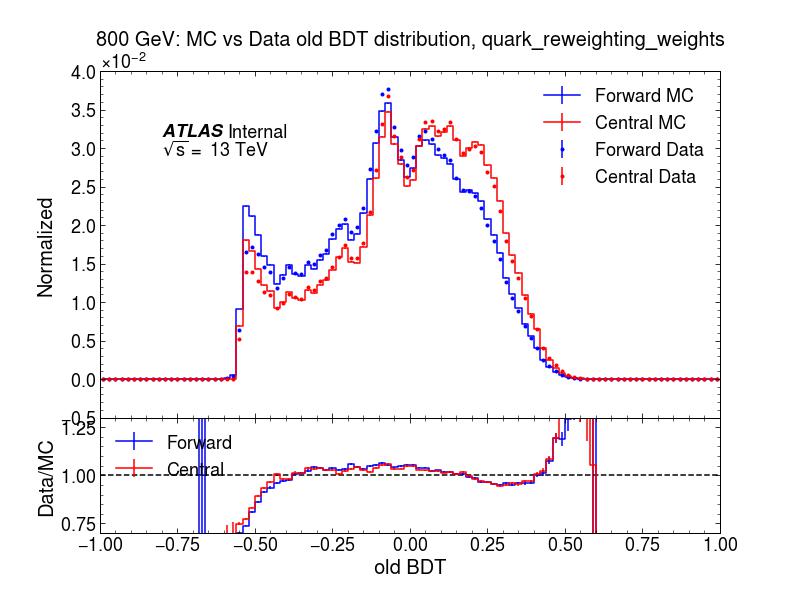 800 GeV: MC vs Data old BDT distribution, quark_reweighting_weights
×10⁻²
4.0
3.5
3.0
2.5
2.0
1.5
1.0
0.5
0.0
−0.5
Normalized
ATLAS Internal
√s = 13 TeV
Forward MC
Central MC
Forward Data
Central Data
1.25
1.00
0.75
Data/MC
Forward
Central
−1.00 −0.75 −0.50 −0.25 0.00 0.25 0.50 0.75 1.00
old BDT